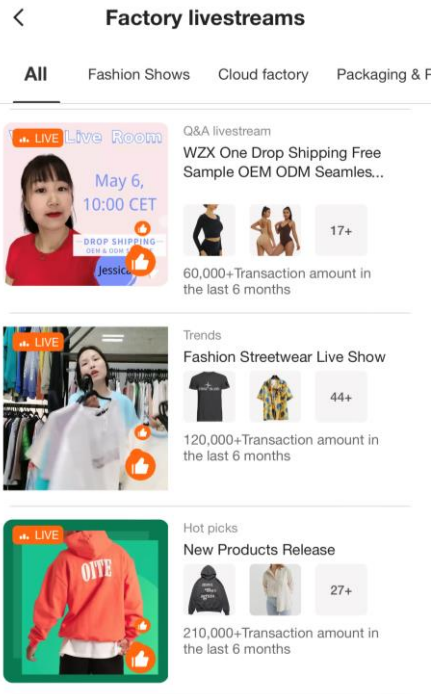 Factory livestreams
All
Fashion Shows
Cloud factory
Packaging &
LIVE
Live Room
May 6,
10:00 CET
DROP SHIPPING
OEM & ODM
Jessica
Q&A livestream
WZX One Drop Shipping Free
Sample OEM ODM Seamles...
17+
60,000+Transaction amount in
the last 6 months
LIVE
Trends
Fashion Streetwear Live Show
44+
120,000+Transaction amount in
the last 6 months
LIVE
OITE
Hot picks
New Products Release
27+
210,000+Transaction amount in
the last 6 months